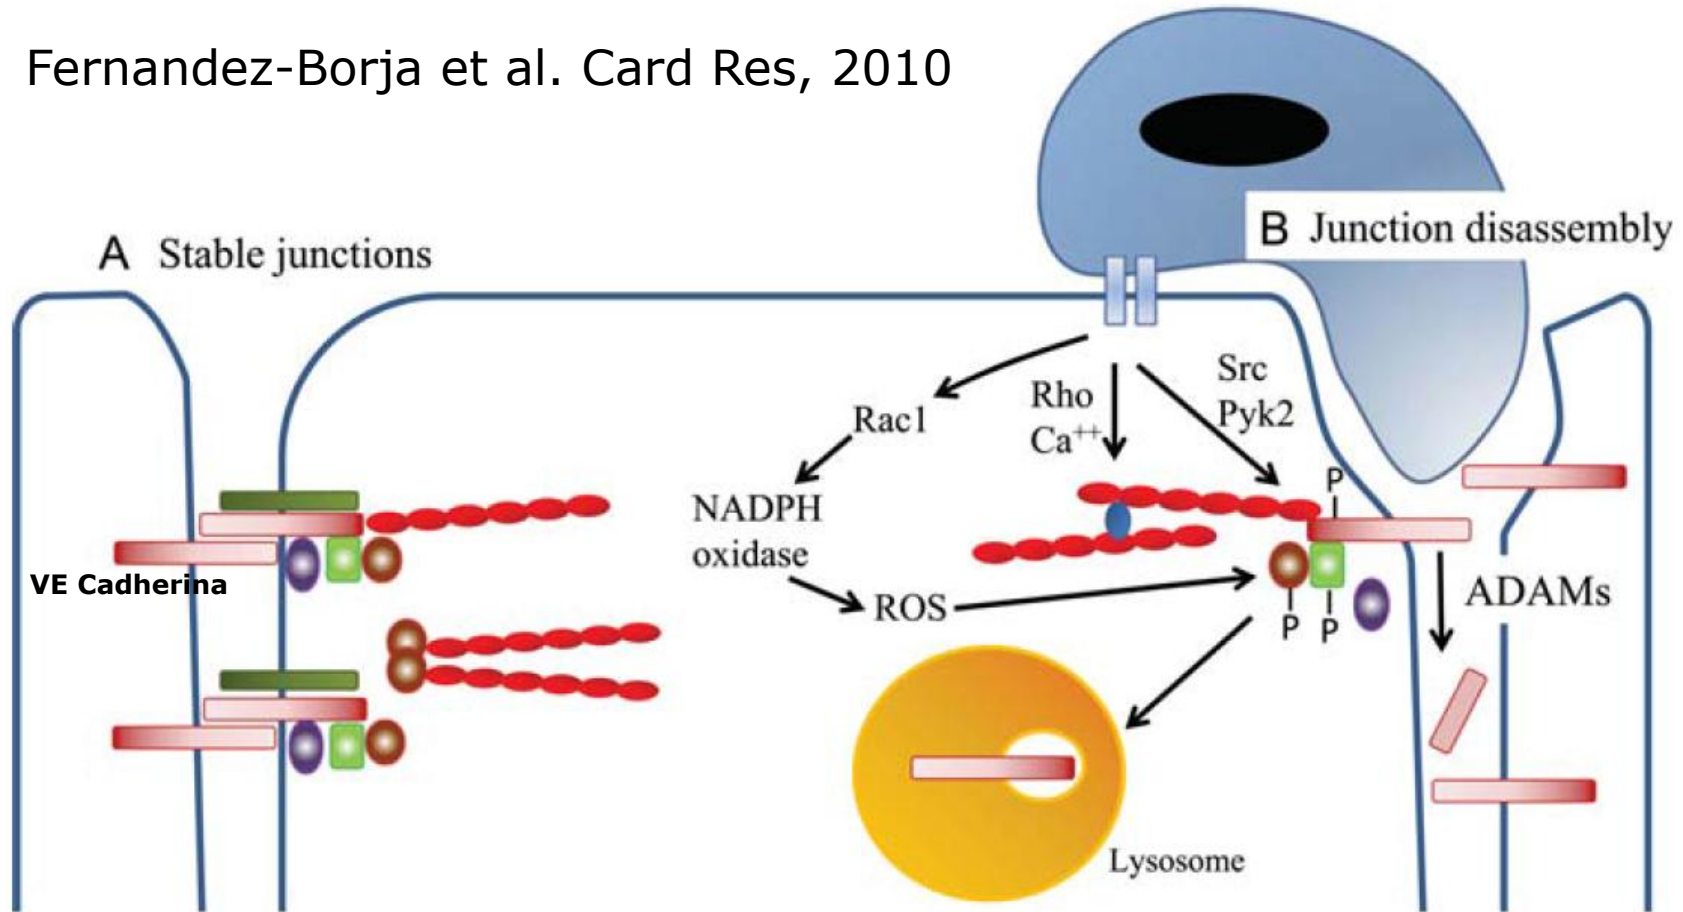 Fernandez-Borja et al. Card Res, 2010
A Stable junctions
B Junction disassembly
Rac1
Rho
Ca++
Src
Pyk2
NADPH
oxidase
ROS
P
VE Cadherina
ADAMs
P P
Lysosome